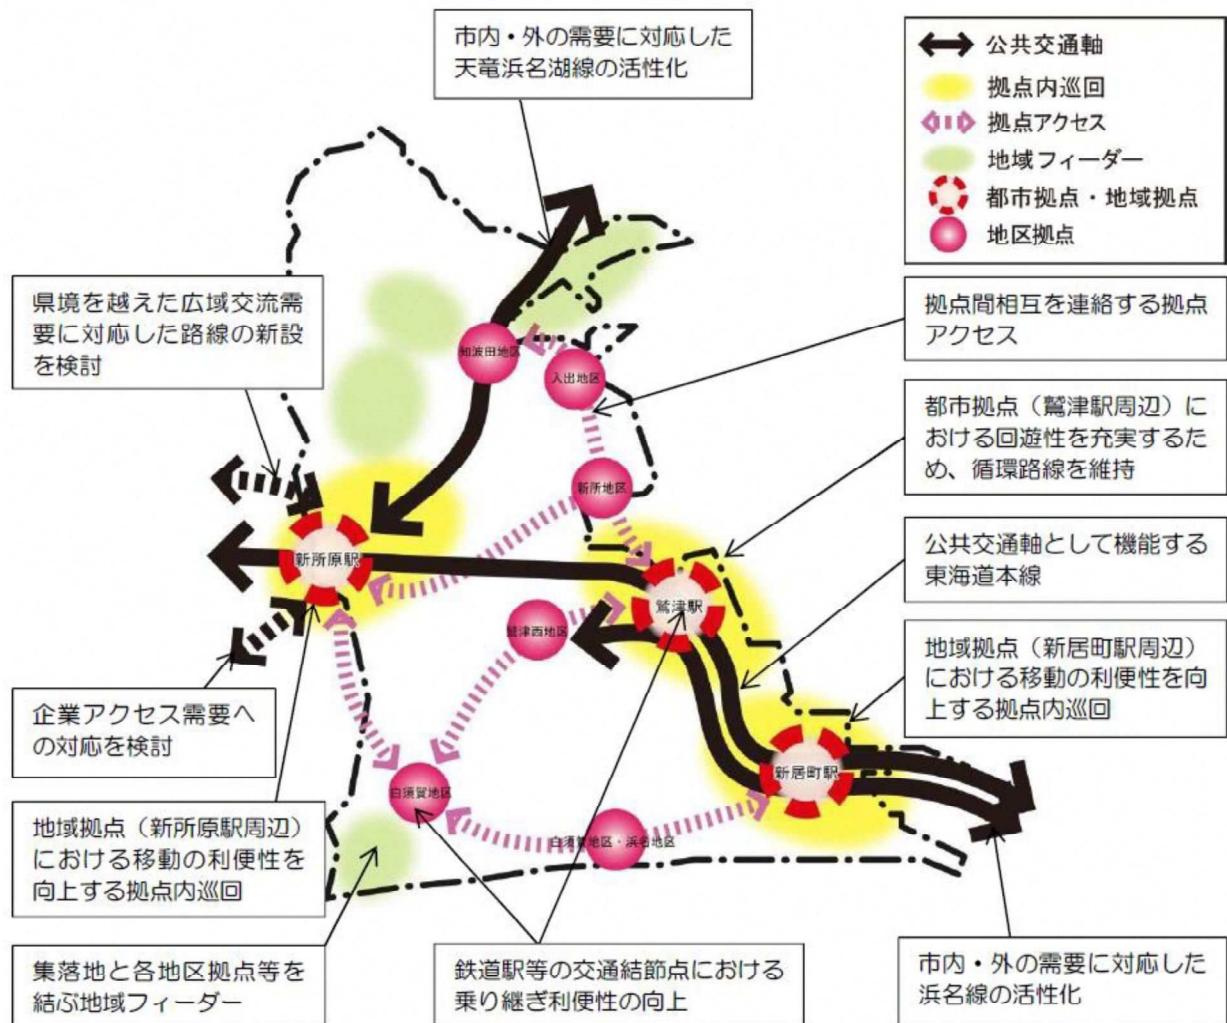 市内・外の需要に対応した
天竜浜名湖線の活性化
公共交通軸
拠点内巡回
拠点アクセス
地域フィーダー
都市拠点・地域拠点
地区拠点
県境を越えた広域交流需
要に対応した路線の新設
を検討
拠点間相互を連絡する拠点
アクセス
知波田地区
入出地区
都市拠点（鷲津駅周辺）に
おける回遊性を充実するた
め、循環路線を維持
新所地区
新所原駅
公共交通軸として機能する
東海道本線
鷲津駅
鷲津西地区
地域拠点（新居町駅周辺）
における移動の利便性を向
上する拠点内巡回
企業アクセス需要へ
の対応を検討
新居町駅
白須賀地区
地域拠点（新所原駅周辺）
における移動の利便性を
向上する拠点内巡回
白須賀地区・浜名地区
集落地と各地区拠点等を
結ぶ地域フィーダー
鉄道駅等の交通結節点における
乗り継ぎ利便性の向上
市内・外の需要に対応した
浜名線の活性化